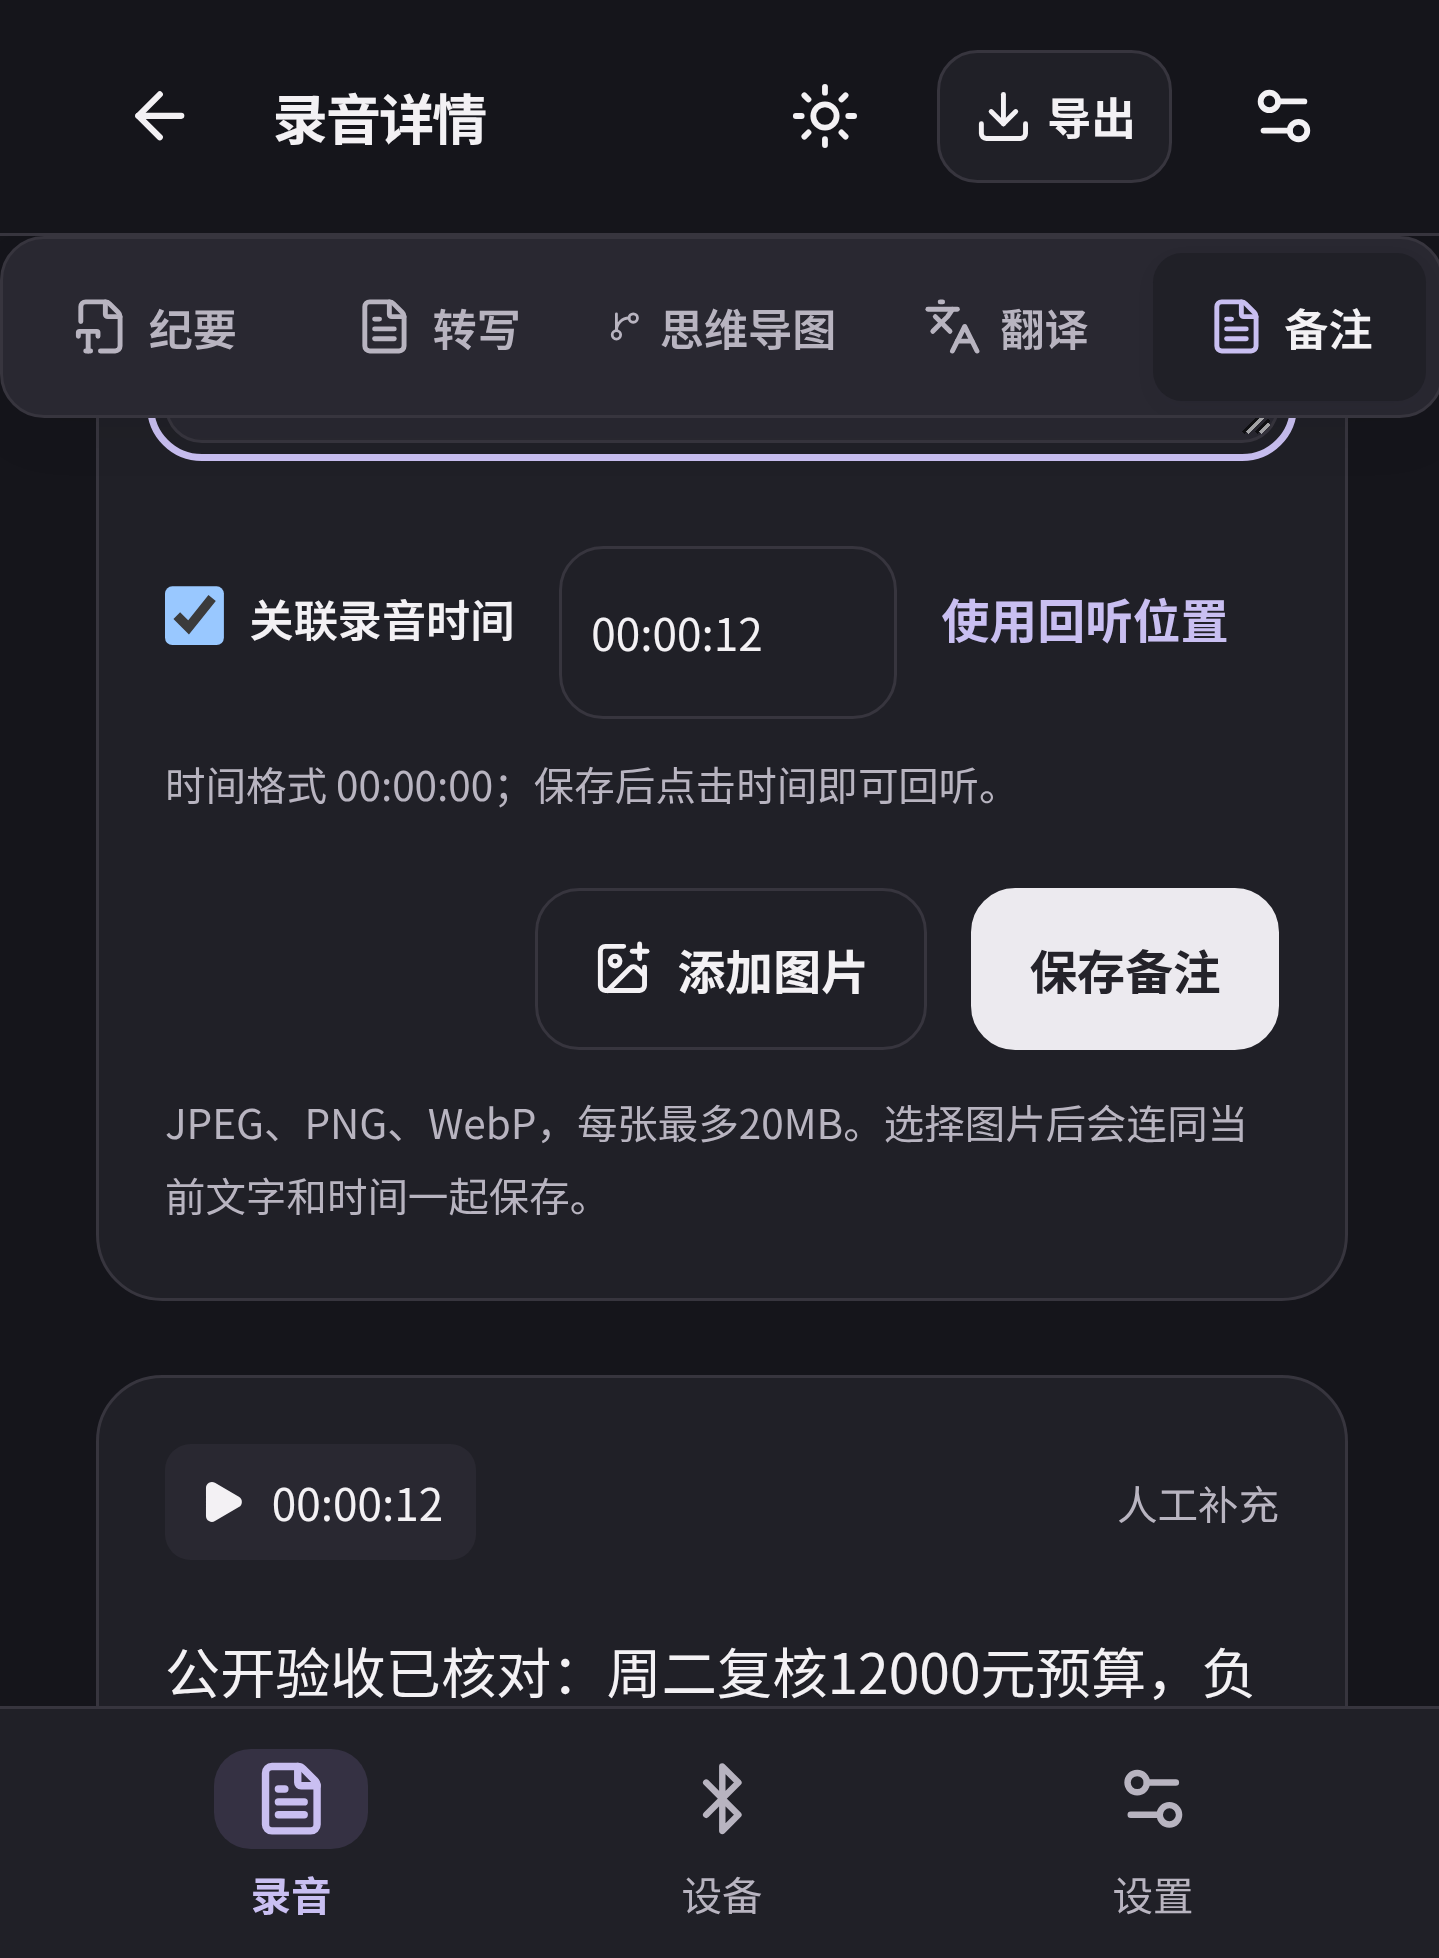 录音详情
导出
纪要
转写
思维导图
翻译
备注
关联录音时间
00:00:12
使用回听位置
时间格式 00:00:00；保存后点击时间即可回听。
添加图片
保存备注
JPEG、PNG、WebP，每张最多20MB。选择图片后会连同当
前文字和时间一起保存。
00:00:12
人工补充
公开验收已核对：周二复核12000元预算，负
录音
设备
设置